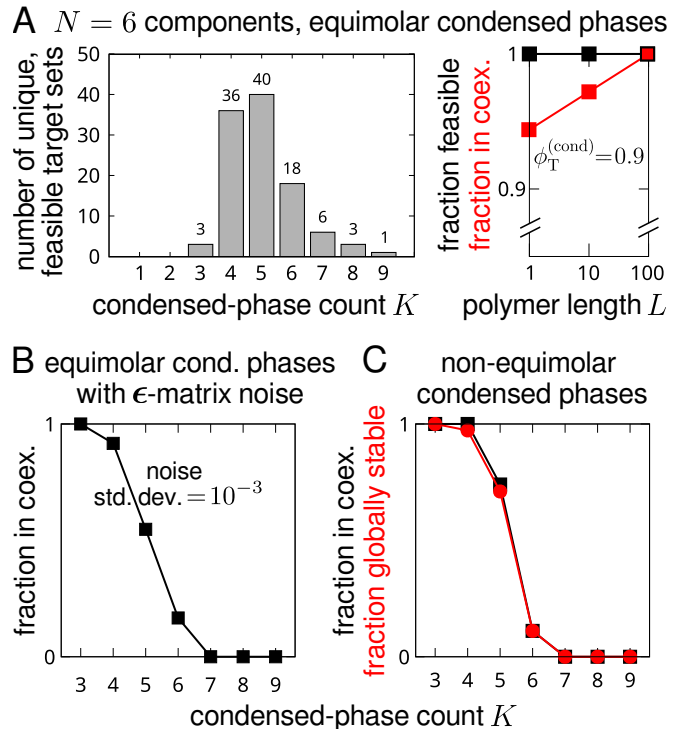 A N = 6 components, equimolar condensed phases
number of unique,
feasible target sets
50
40
30
20
10
0
3
36
40
18
6
3
1
1 2 3 4 5 6 7 8 9
condensed-phase count K
fraction feasible
fraction in coex.
1
0.9
ϕ_T^(cond)=0.9
1 10 100
polymer length L
B equimolar cond. phases
with ϵ-matrix noise
fraction in coex.
1
0
noise
std. dev. = 10⁻³
3 4 5 6 7 8 9
C non-equimolar
condensed phases
fraction in coex.
fraction globally stable
1
0
3 4 5 6 7 8 9
condensed-phase count K